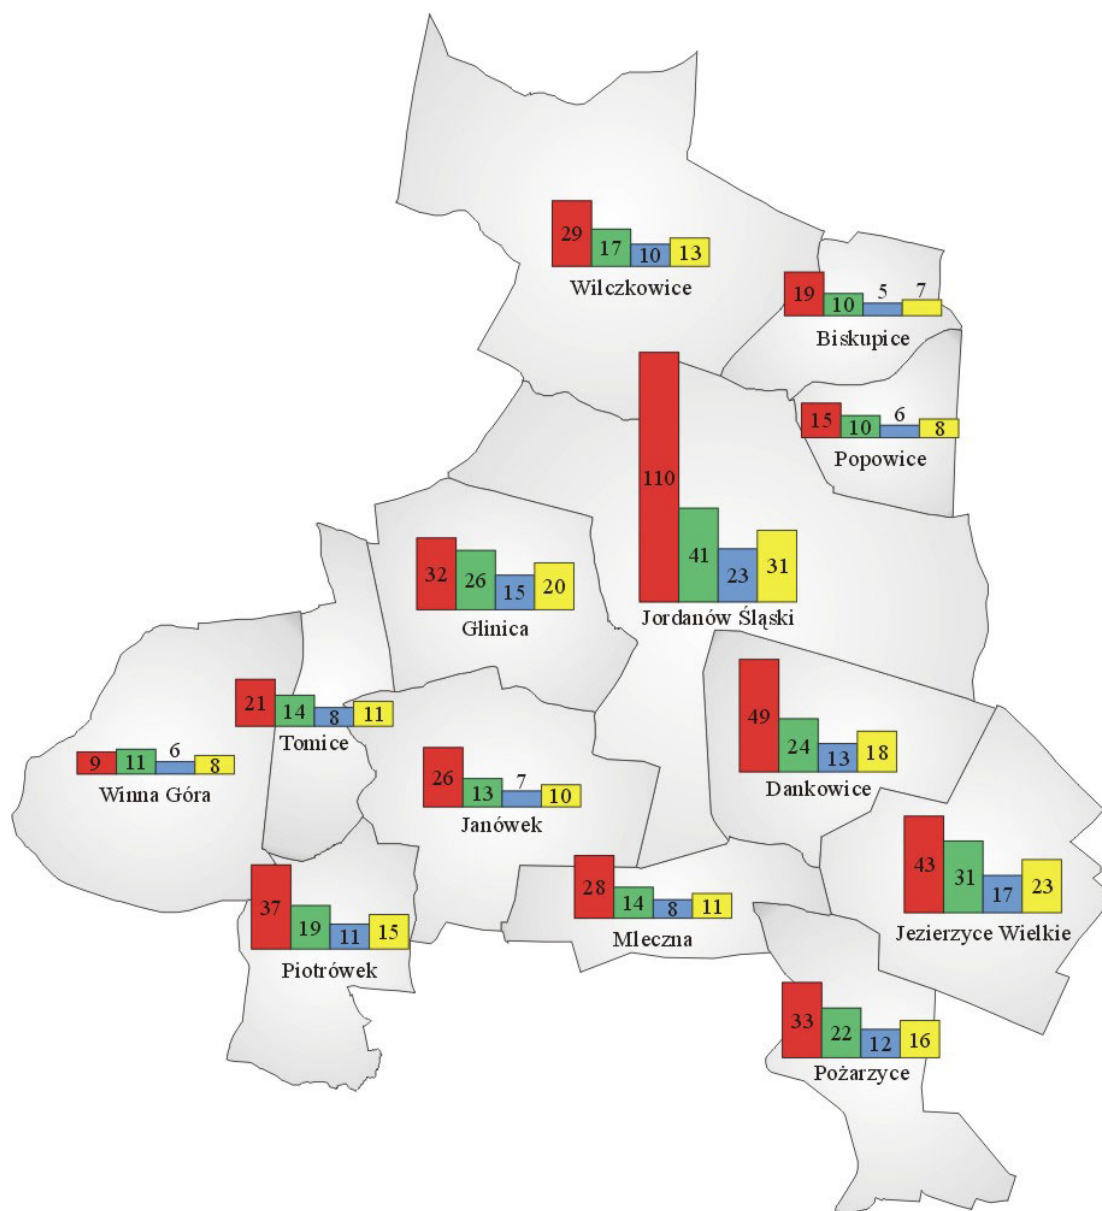 29 17 10 13
Wilczkowice
19 10 5 7
Biskupice
15 10 6 8
Popowice
110 41 23 31
Jordanów Śląski
32 26 15 20
Glinica
21 14 8 11
Tomice
9 11 6 8
Winna Góra
26 13 7 10
Janówek
49 24 13 18
Dankowice
43 31 17 23
Jezierzyce Wielkie
28 14 8 11
Mleczna
37 19 11 15
Piotrówek
33 22 12 16
Pożarzyce